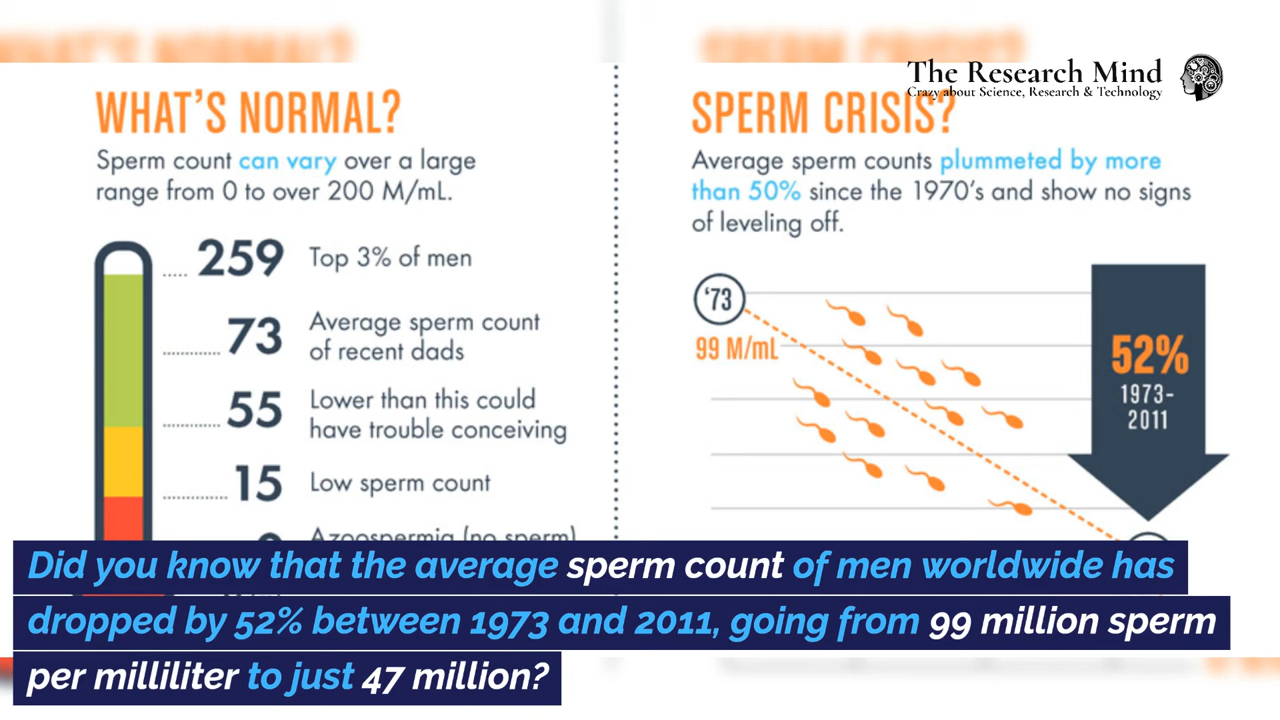 The Research Mind
Crazy about Science, Research & Technology
WHAT'S NORMAL?
Sperm count can vary over a large
range from 0 to over 200 M/mL.
259 Top 3% of men
73 Average sperm count
of recent dads
55 Lower than this could
have trouble conceiving
15 Low sperm count
Azoospermia (no sperm)
SPERM CRISIS?
Average sperm counts plummeted by more
than 50% since the 1970's and show no signs
of leveling off.
'73
99 M/mL
52%
1973-
2011
Did you know that the average sperm count of men worldwide has
dropped by 52% between 1973 and 2011, going from 99 million sperm
per milliliter to just 47 million?